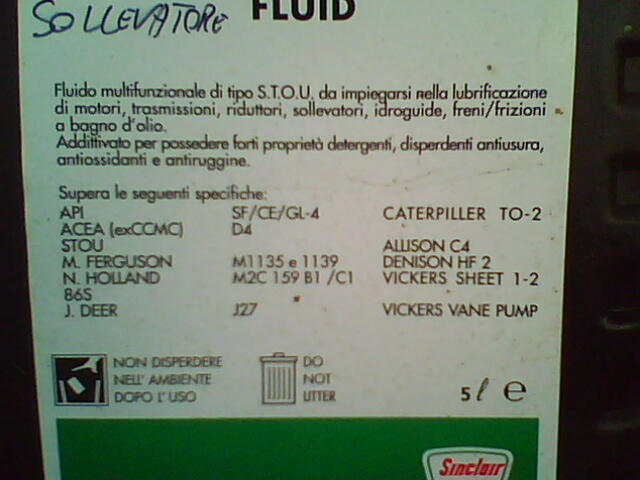 SOLLEVATORE FLUID
Fluido multifunzionale di tipo S.T.O.U. da impiegarsi nella lubrificazione
di motori, trasmissioni, riduttori, sollevatori, idroguide, freni/frizioni
a bagno d'olio.
Addittivato per possedere forti proprietà detergenti, disperdenti antiusura,
antiossidanti e antiruggine.
Supera le seguenti specifiche:
API SF/CE/GL-4 CATERPILLER TO-2
ACEA (exCCMC) D4
STOU ALLISON C4
M. FERGUSON M1135 e 1139 DENISON HF 2
N. HOLLAND M2C 159 B1 /C1 VICKERS SHEET 1-2
86S
J. DEER J27 VICKERS VANE PUMP
NON DISPERDERE
NELL' AMBIENTE
DOPO L' USO
DO
NOT
LITTER
5 ℓ e
Sinclair